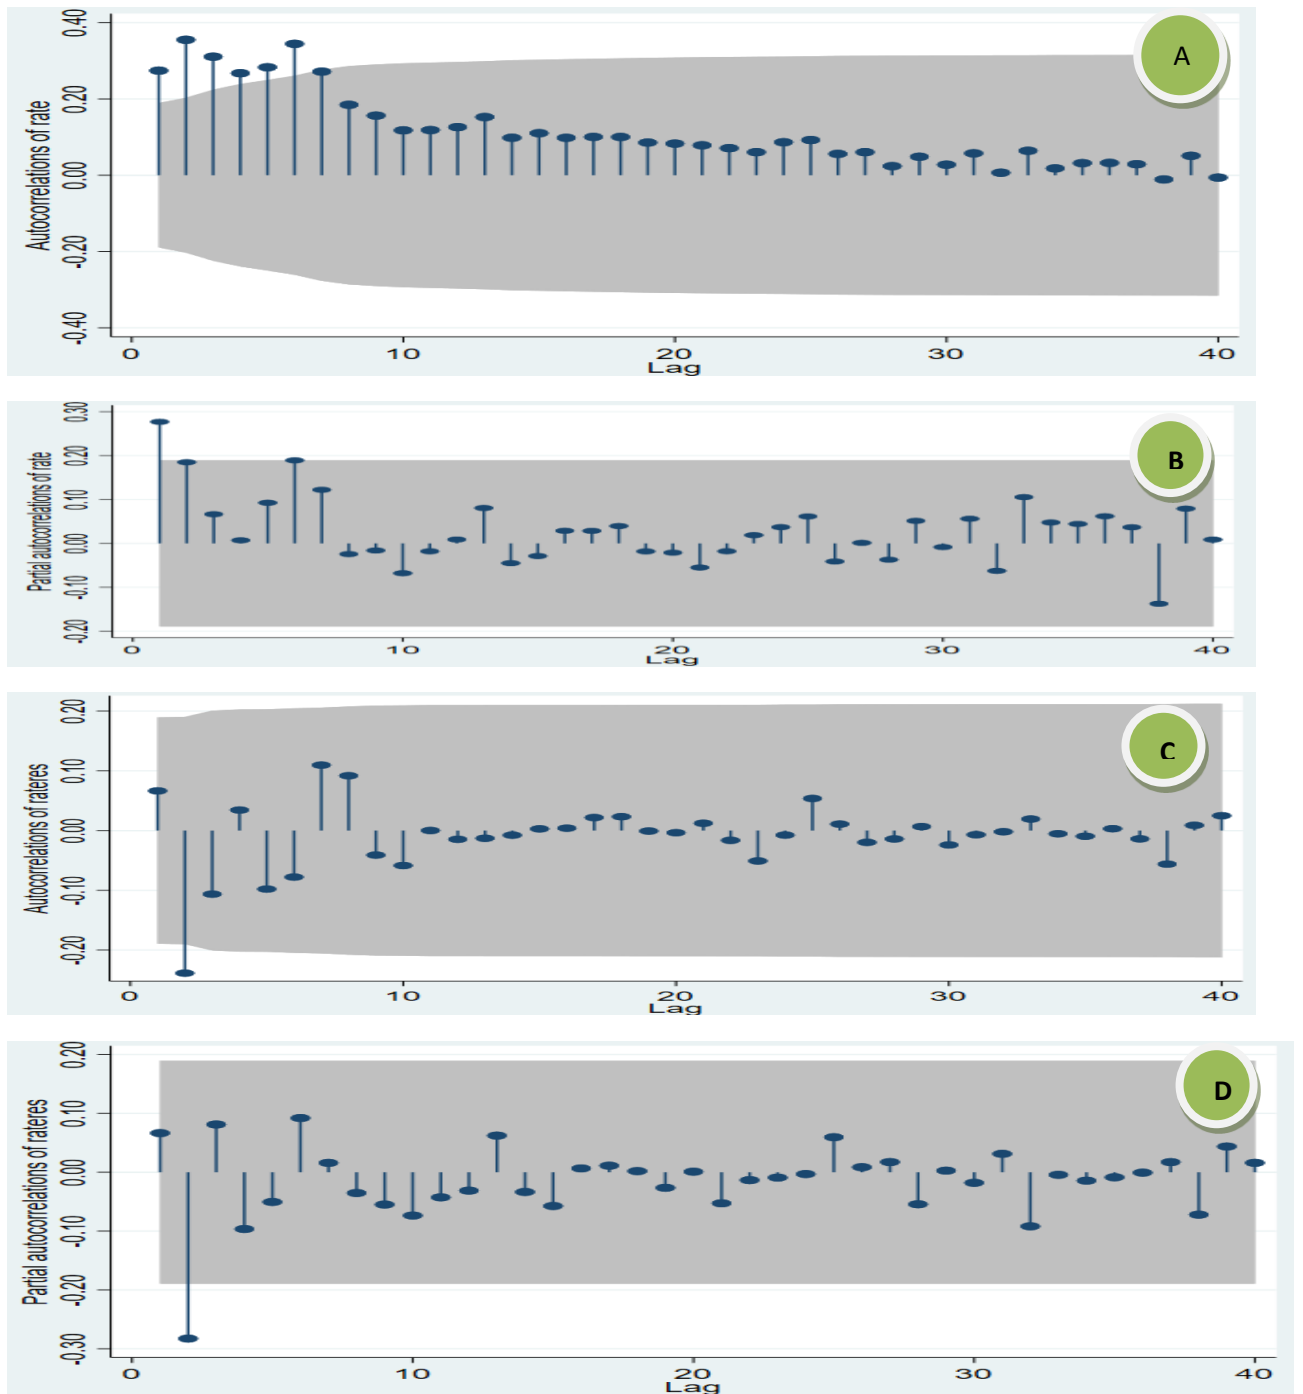 A
Autocorrelations of rate
0.40
0.20
0.00
-0.20
-0.40
0 10 20 30 40
Lag
B
Partial autocorrelations of rate
0.30
0.20
0.10
0.00
-0.10
-0.20
0 10 20 30 40
Lag
C
Autocorrelations of rateres
0.20
0.10
0.00
-0.10
-0.20
0 10 20 30 40
Lag
D
Partial autocorrelations of rateres
0.20
0.10
0.00
-0.10
-0.20
-0.30
0 10 20 30 40
Lag